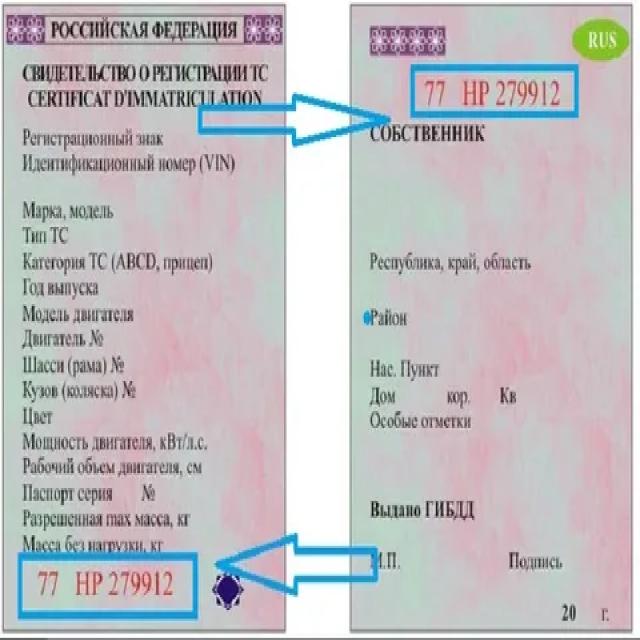 РОССИЙСКАЯ ФЕДЕРАЦИЯ
СВИДЕТЕЛЬСТВО О РЕГИСТРАЦИИ ТС
CERTIFICAT D'IMMATRICULATION
Регистрационный знак
Идентификационный номер (VIN)
Марка, модель
Тип ТС
Категория ТС (ABCD, прицеп)
Год выпуска
Модель двигателя
Двигатель №
Шасси (рама) №
Кузов (коляска) №
Цвет
Мощность двигателя, кВт/л.с.
Рабочий объем двигателя, см
Паспорт серия №
Разрешенная max масса, кг
Масса без нагрузки, кг
77 НР 279912
RUS
77 НР 279912
СОБСТВЕННИК
Республика, край, область
Район
Нас. Пункт
Дом кор. Кв
Особые отметки
Выдано ГИБДД
М.П. Подпись
20 г.